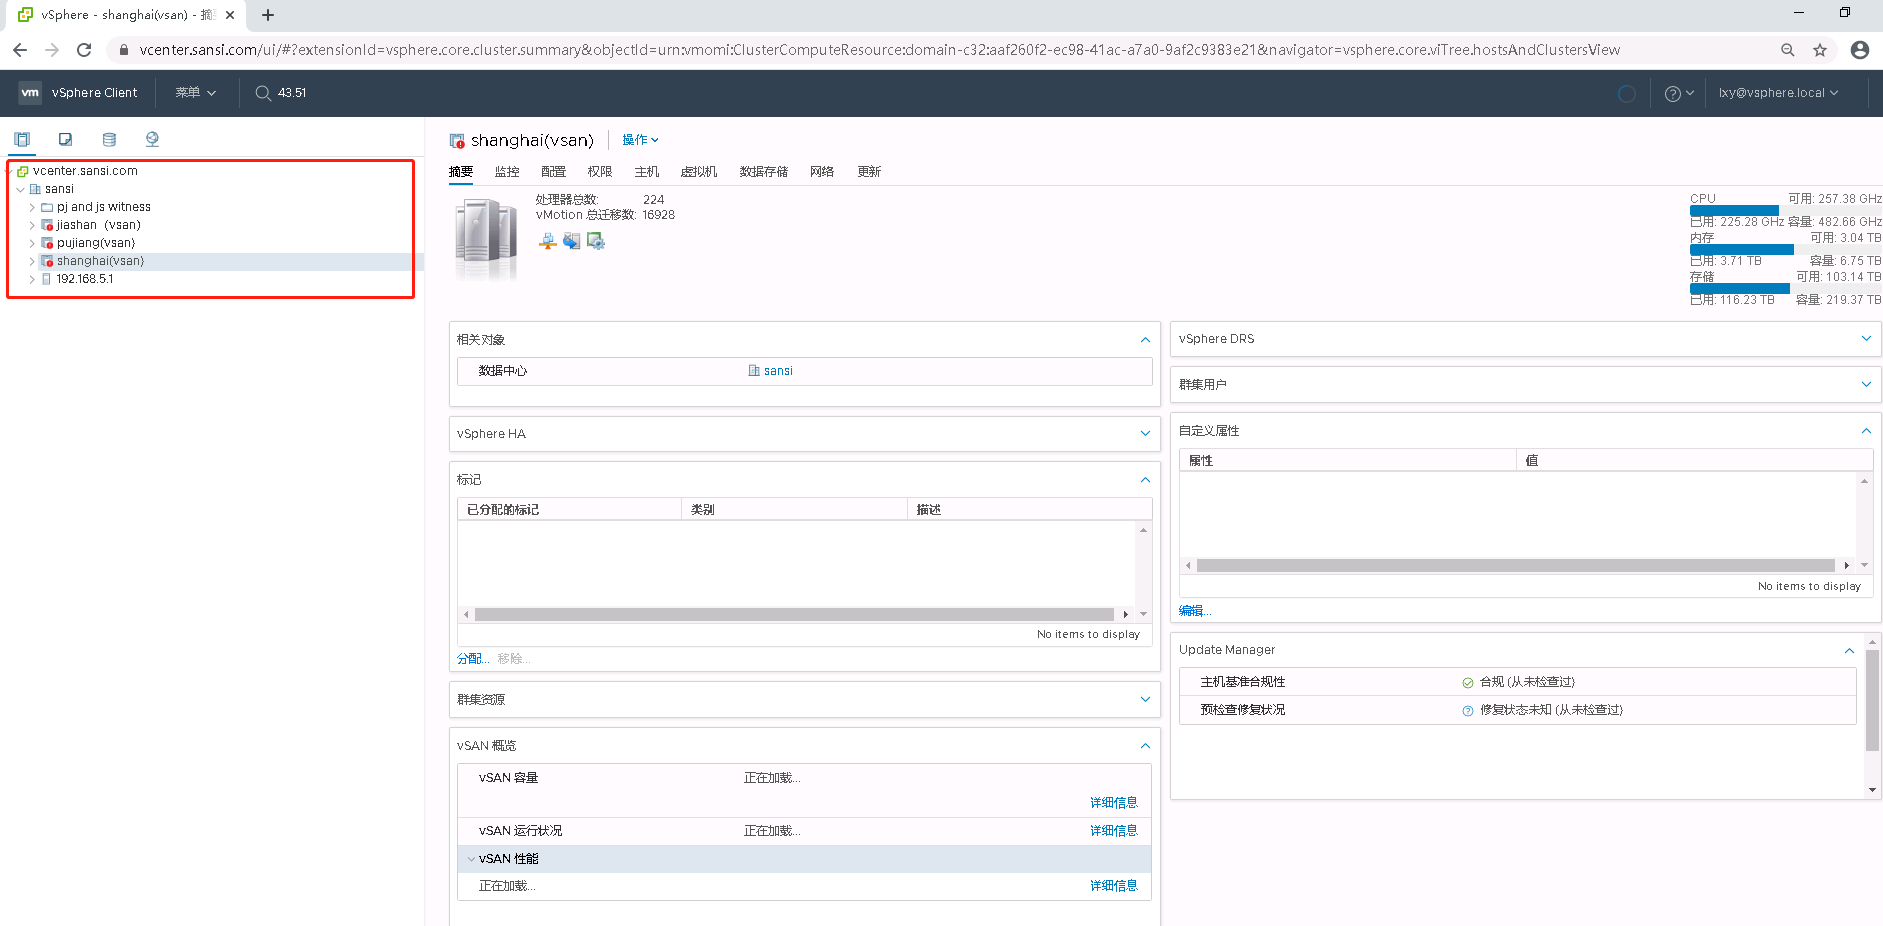 vSphere - shanghai(vsan) - 摘
vcenter.sansi.com/ui/#?extensionId=vsphere.core.cluster.summary&objectId=urn:vmomi:ClusterComputeResource:domain-c32:aaf260f2-ec98-41ac-a7a0-9af2c9383e21&navigator=vsphere.core.viTree.hostsAndClustersView
vm vSphere Client 菜单 43.51 lxy@vsphere.local
vcenter.sansi.com
sansi
pj and js witness
jiashan (vsan)
pujiang(vsan)
shanghai(vsan)
192.168.5.1
shanghai(vsan) 操作
摘要 监控 配置 权限 主机 虚拟机 数据存储 网络 更新
处理器总数: 224
vMotion 总迁移数: 16928
CPU 可用: 257.38 GHz
已用: 225.28 GHz 容量: 482.66 GHz
内存 可用: 3.04 TB
已用: 3.71 TB 容量: 6.75 TB
存储 可用: 103.14 TB
已用: 116.23 TB 容量: 219.37 TB
相关对象
数据中心 sansi
vSphere HA
标记
已分配的标记 类别 描述
No items to display
分配... 移除...
群集资源
vSAN 概览
vSAN 容量 正在加载...
详细信息
vSAN 运行状况 正在加载... 详细信息
vSAN 性能
正在加载... 详细信息
vSphere DRS
群集用户
自定义属性
属性 值
No items to display
编辑...
Update Manager
主机基准合规性 合规 (从未检查过)
预检查修复状况 修复状态未知 (从未检查过)